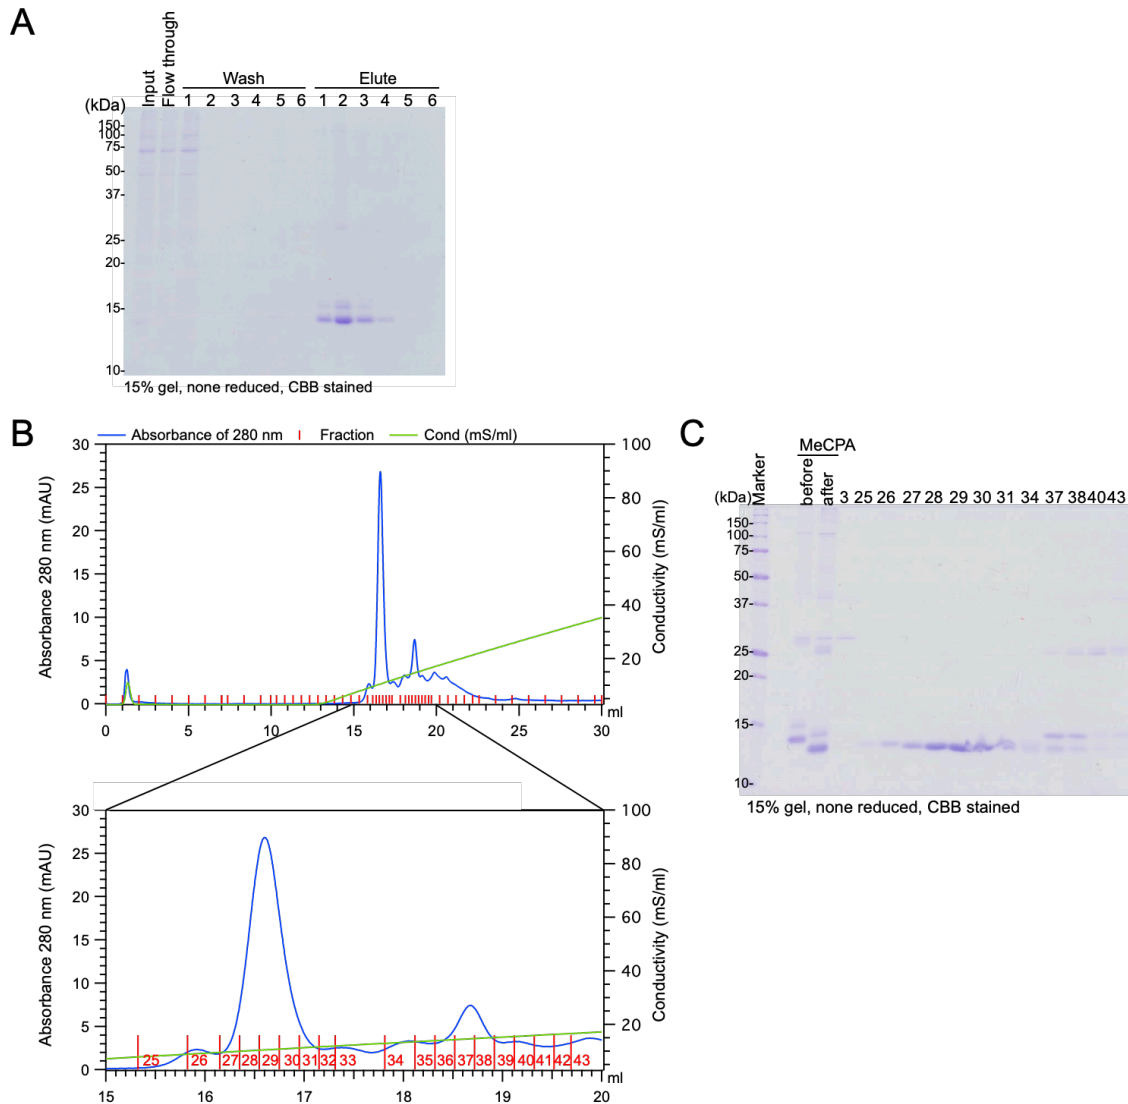 A
Input
Flow through
Wash
Elute
(kDa) 1 2 3 4 5 6 1 2 3 4 5 6
150-
100-
75-
50-
37-
25-
20-
15-
10-
15% gel, none reduced, CBB stained
B
Absorbance of 280 nm Fraction Cond (mS/ml)
Absorbance 280 nm (mAU)
30
25
20
15
10
5
0
100
80
60
40
20
0
Conductivity (mS/ml)
0 5 10 15 20 25 30
ml
Absorbance 280 nm (mAU)
30
25
20
15
10
5
0
100
80
60
40
20
0
Conductivity (mS/ml)
25 26 27 28 29 30 31 32 33 34 35 36 37 38 39 40 41 42 43
15 16 17 18 19 20
ml
C
MeCPA
Marker
before
after
(kDa) 3 25 26 27 28 29 30 31 34 37 38 40 43
150-
100-
75-
50-
37-
25-
20-
15-
10-
15% gel, none reduced, CBB stained